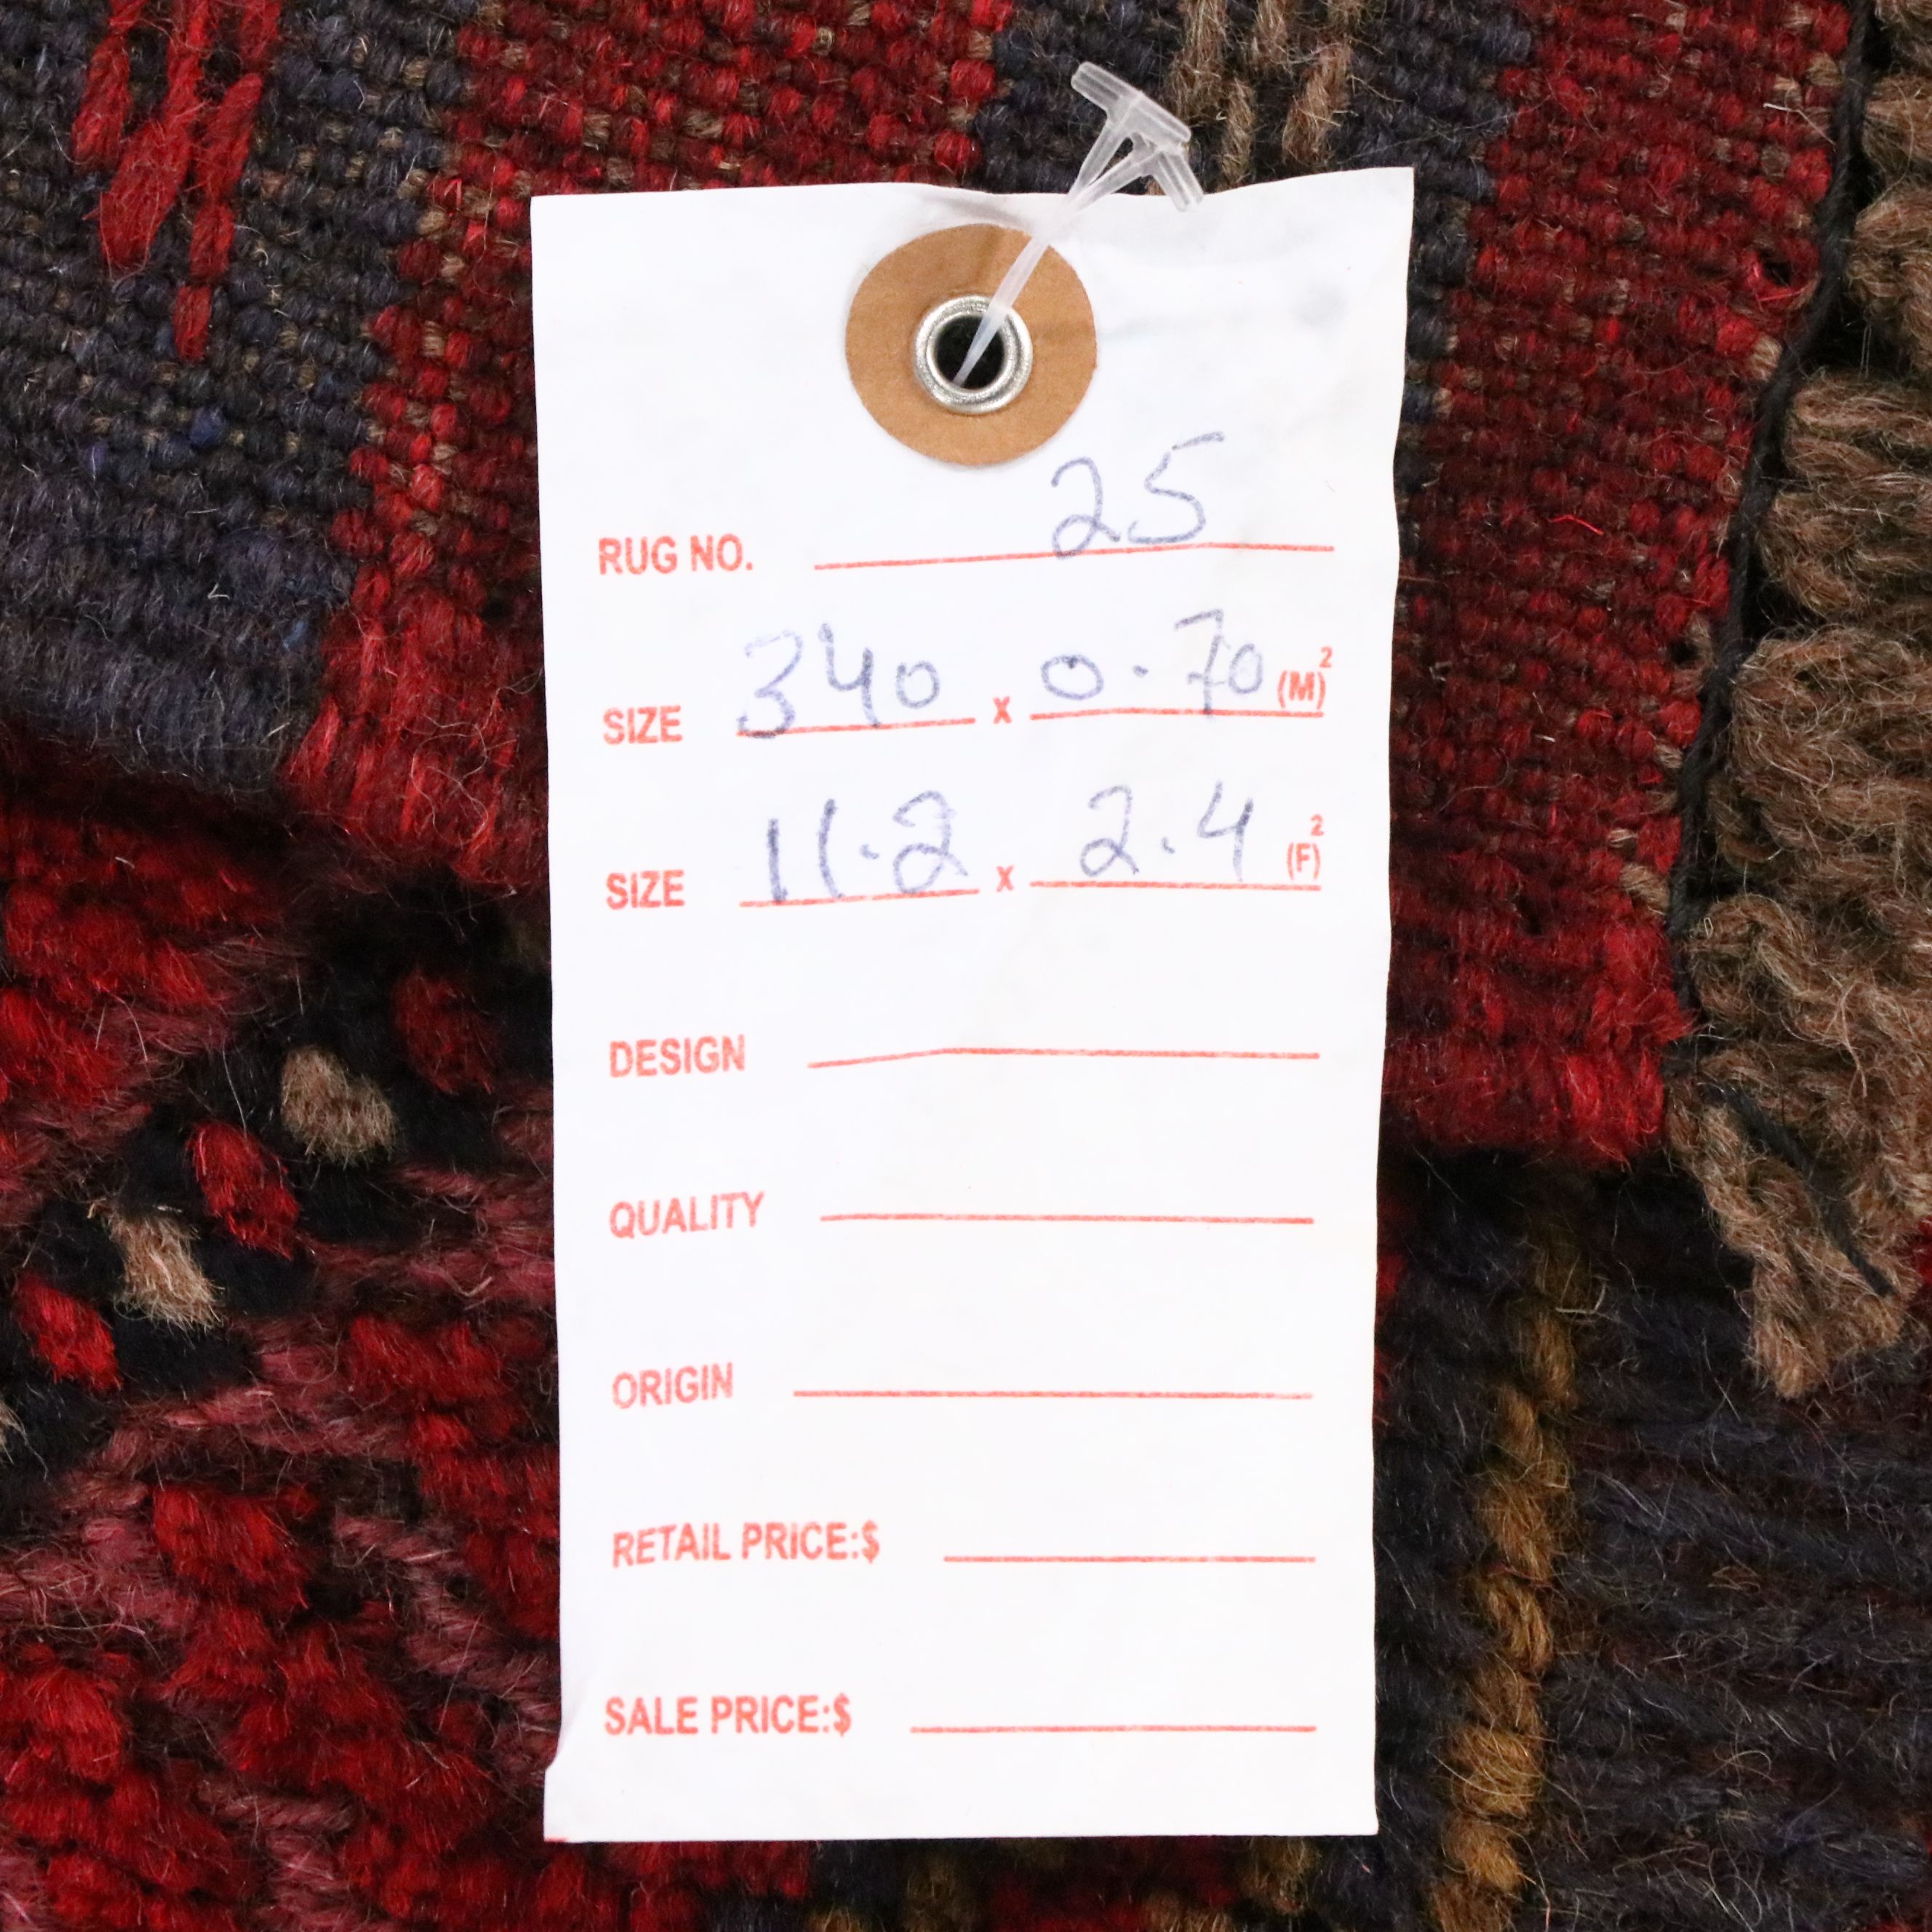 RUG NO. 25
SIZE 340 x 0.70 (M)²
SIZE 11.2 x 2.4 (F)²
DESIGN
QUALITY
ORIGIN
RETAIL PRICE:$
SALE PRICE:$